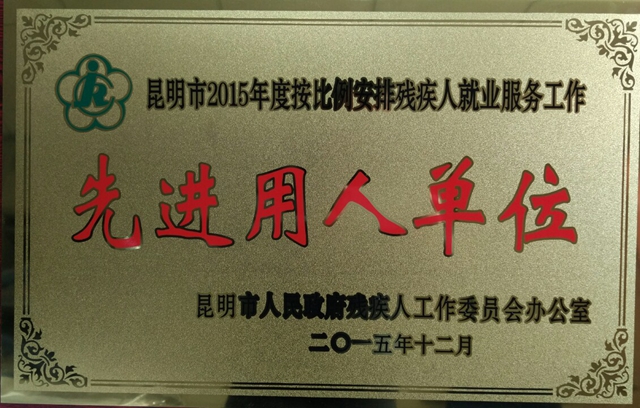 昆明市2015年度按比例安排残疾人就业服务工作
先进用人单位
昆明市人民政府残疾人工作委员会办公室
二〇一五年十二月